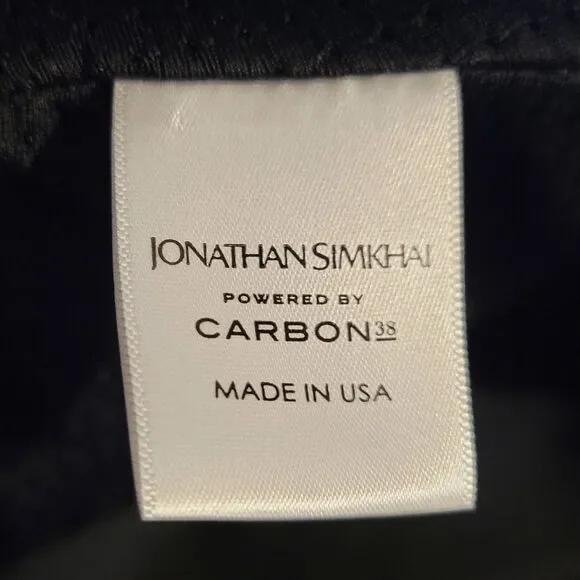 JONATHAN SIMKHAI
POWERED BY
CARBON38
MADE IN USA